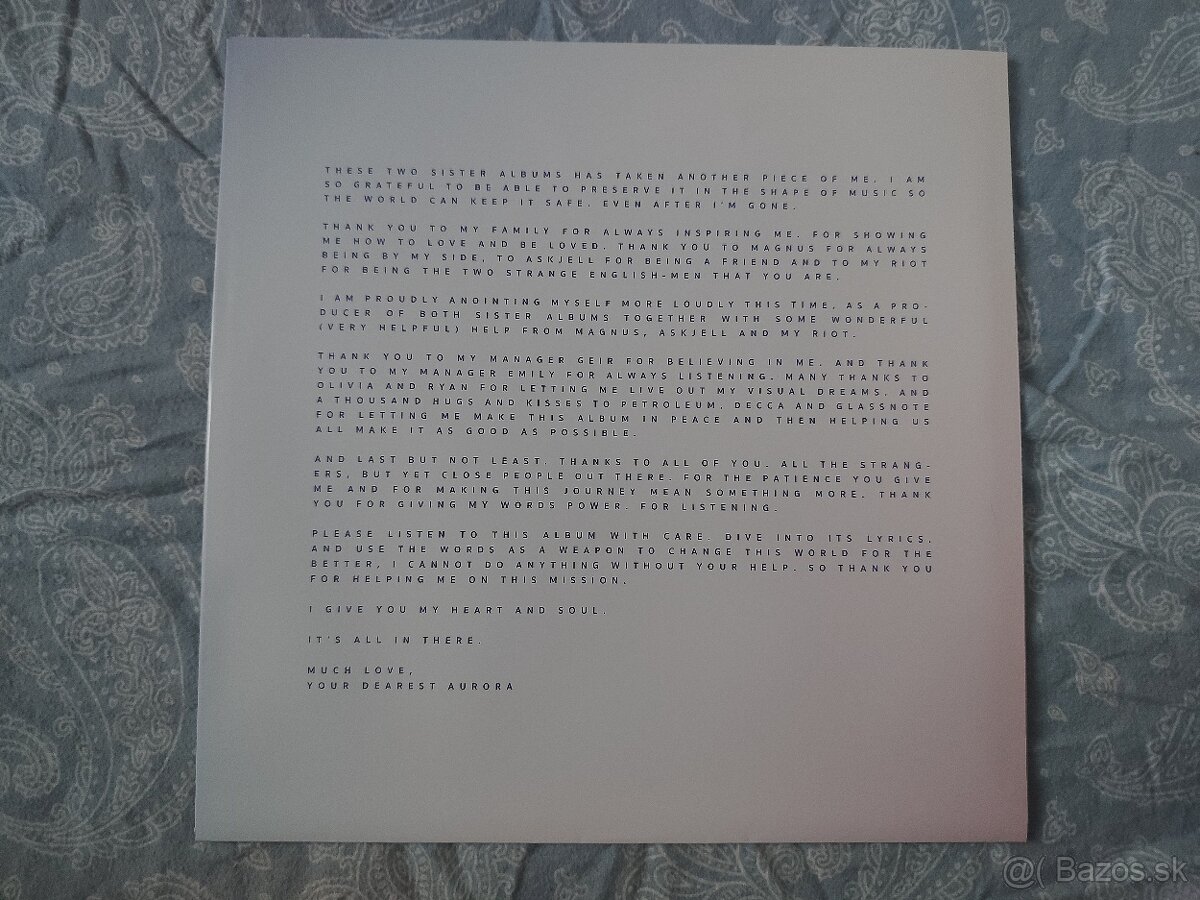 THESE TWO SISTER ALBUMS HAS TAKEN ANOTHER PIECE OF ME. I AM
SO GRATEFUL TO BE ABLE TO PRESERVE IT IN THE SHAPE OF MUSIC SO
THE WORLD CAN KEEP IT SAFE. EVEN AFTER I'M GONE.
THANK YOU TO MY FAMILY FOR ALWAYS INSPIRING ME. FOR SHOWING
ME HOW TO LOVE AND BE LOVED. THANK YOU TO MAGNUS FOR ALWAYS
BEING BY MY SIDE, TO ASKJELL FOR BEING A FRIEND AND TO MY RIOT
FOR BEING THE TWO STRANGE ENGLISH-MEN THAT YOU ARE.
I AM PROUDLY ANOINTING MYSELF MORE LOUDLY THIS TIME, AS A PRO-
DUCER OF BOTH SISTER ALBUMS TOGETHER WITH SOME WONDERFUL
(VERY HELPFUL) HELP FROM MAGNUS, ASKJELL AND MY RIOT.
THANK YOU TO MY MANAGER GEIR FOR BELIEVING IN ME. AND THANK
YOU TO MY MANAGER EMILY FOR ALWAYS LISTENING. MANY THANKS TO
OLIVIA AND RYAN FOR LETTING ME LIVE OUT MY VISUAL DREAMS. AND
A THOUSAND HUGS AND KISSES TO PETROLEUM, DECCA AND GLASSNOTE
FOR LETTING ME MAKE THIS ALBUM IN PEACE AND THEN HELPING US
ALL MAKE IT AS GOOD AS POSSIBLE.
AND LAST BUT NOT LEAST. THANKS TO ALL OF YOU. ALL THE STRANG-
ERS, BUT YET CLOSE PEOPLE OUT THERE. FOR THE PATIENCE YOU GIVE
ME AND FOR MAKING THIS JOURNEY MEAN SOMETHING MORE. THANK
YOU FOR GIVING MY WORDS POWER. FOR LISTENING.
PLEASE LISTEN TO THIS ALBUM WITH CARE. DIVE INTO ITS LYRICS.
AND USE THE WORDS AS A WEAPON TO CHANGE THIS WORLD FOR THE
BETTER, I CANNOT DO ANYTHING WITHOUT YOUR HELP. SO THANK YOU
FOR HELPING ME ON THIS MISSION.
I GIVE YOU MY HEART AND SOUL.
IT'S ALL IN THERE.
MUCH LOVE,
YOUR DEAREST AURORA
@( Bazos.sk